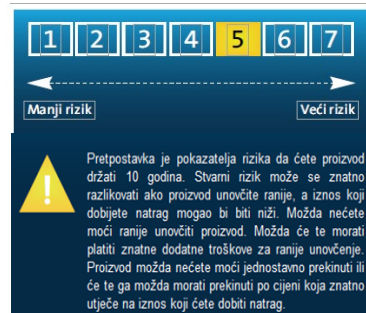 1 2 3 4 5 6 7
Manji rizik Veći rizik
!
Pretpostavka je pokazatelja rizika da ćete proizvod
držati 10 godina. Stvarni rizik može se znatno
razlikovati ako proizvod unovčite ranije, a iznos koji
dobijete natrag mogao bi biti niži. Možda nećete
moći ranije unovčiti proizvod. Možda će te morati
platiti znatne dodatne troškove za ranije unovčenje.
Proizvod možda nećete moći jednostavno prekinuti ili
će te ga možda morati prekinuti po cijeni koja znatno
utječe na iznos koji ćete dobiti natrag.